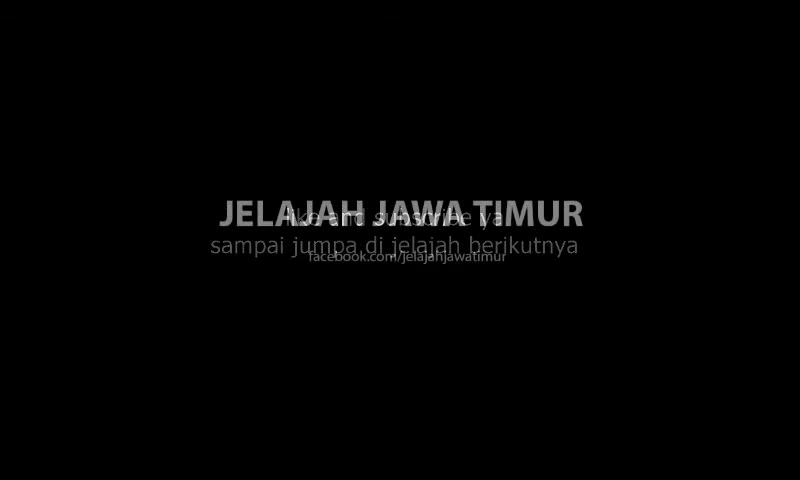 JELAJAH JAWA TIMUR
like and subscribe ya
sampai jumpa di jelajah berikutnya
facebook.com/jelajahjawatimur